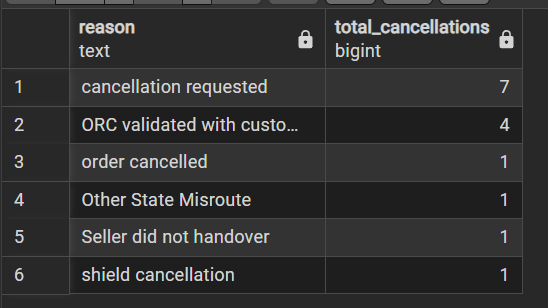 reason total_cancellations
text bigint
1 cancellation requested 7
2 ORC validated with custo... 4
3 order cancelled 1
4 Other State Misroute 1
5 Seller did not handover 1
6 shield cancellation 1